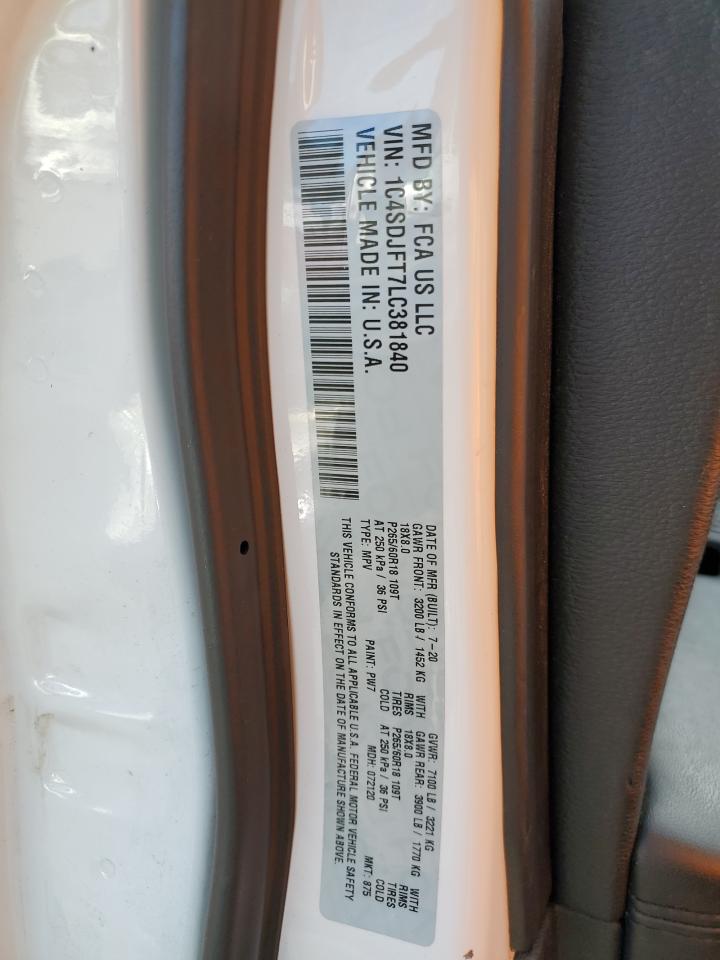 MFD BY: FCA US LLC
VIN: 1C4SDJFT7LC381840
VEHICLE MADE IN: U.S.A.
DATE OF MFR (BUILT): 7-20 GVWR: 7100 LB / 3221 KG
GAWR FRONT: 3200 LB / 1452 KG WITH GAWR REAR: 3900 LB / 1770 KG WITH
18X8.0 RIMS 18X8.0 RIMS
P265/60R18 109T TIRES P265/60R18 109T TIRES
AT 250 kPa / 36 PSI COLD AT 250 kPa / 36 PSI COLD
TYPE: MPV PAINT: PW7 MDH: 072120 MKT: 875
THIS VEHICLE CONFORMS TO ALL APPLICABLE U.S.A. FEDERAL MOTOR VEHICLE SAFETY
STANDARDS IN EFFECT ON THE DATE OF MANUFACTURE SHOWN ABOVE.